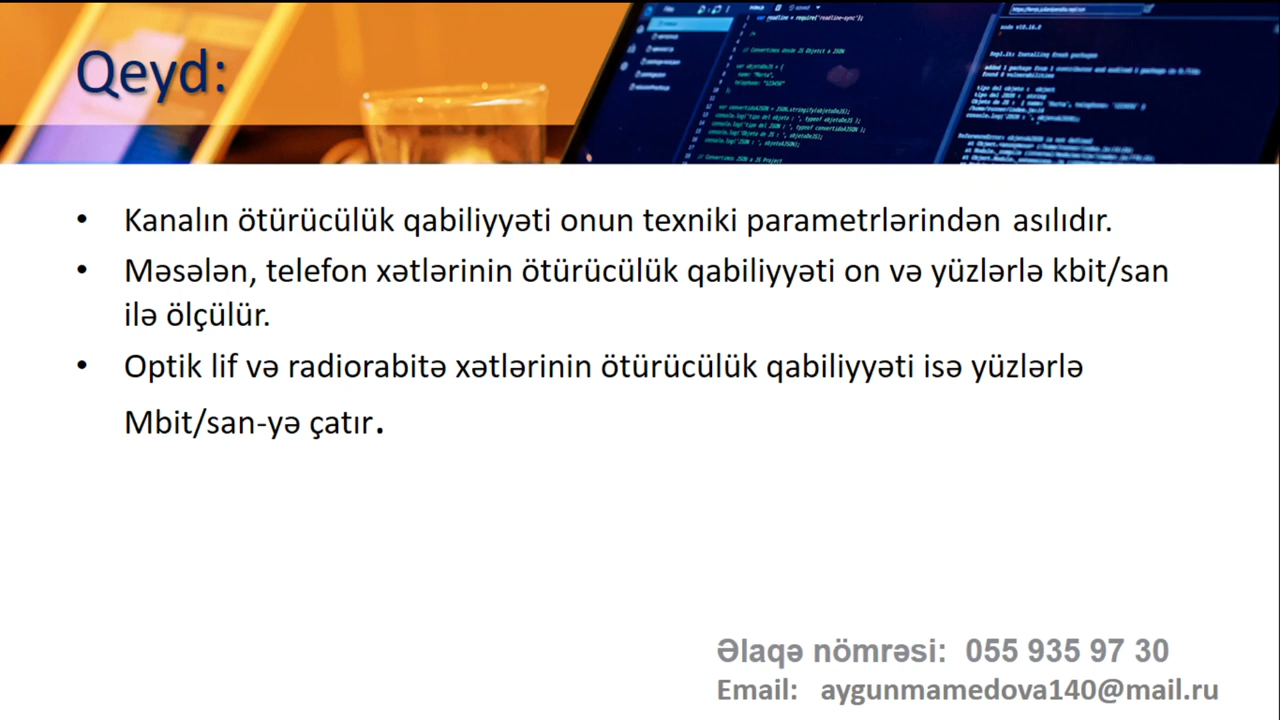 Qeyd:
• Kanalın ötürücülük qabiliyyəti onun texniki parametrlərindən asılıdır.
• Məsələn, telefon xətlərinin ötürücülük qabiliyyəti on və yüzlərlə kbit/san
ilə ölçülür.
• Optik lif və radiorabitə xətlərinin ötürücülük qabiliyyəti isə yüzlərlə
Mbit/san-yə çatır.
Əlaqə nömrəsi: 055 935 97 30
Email: aygunmamedova140@mail.ru